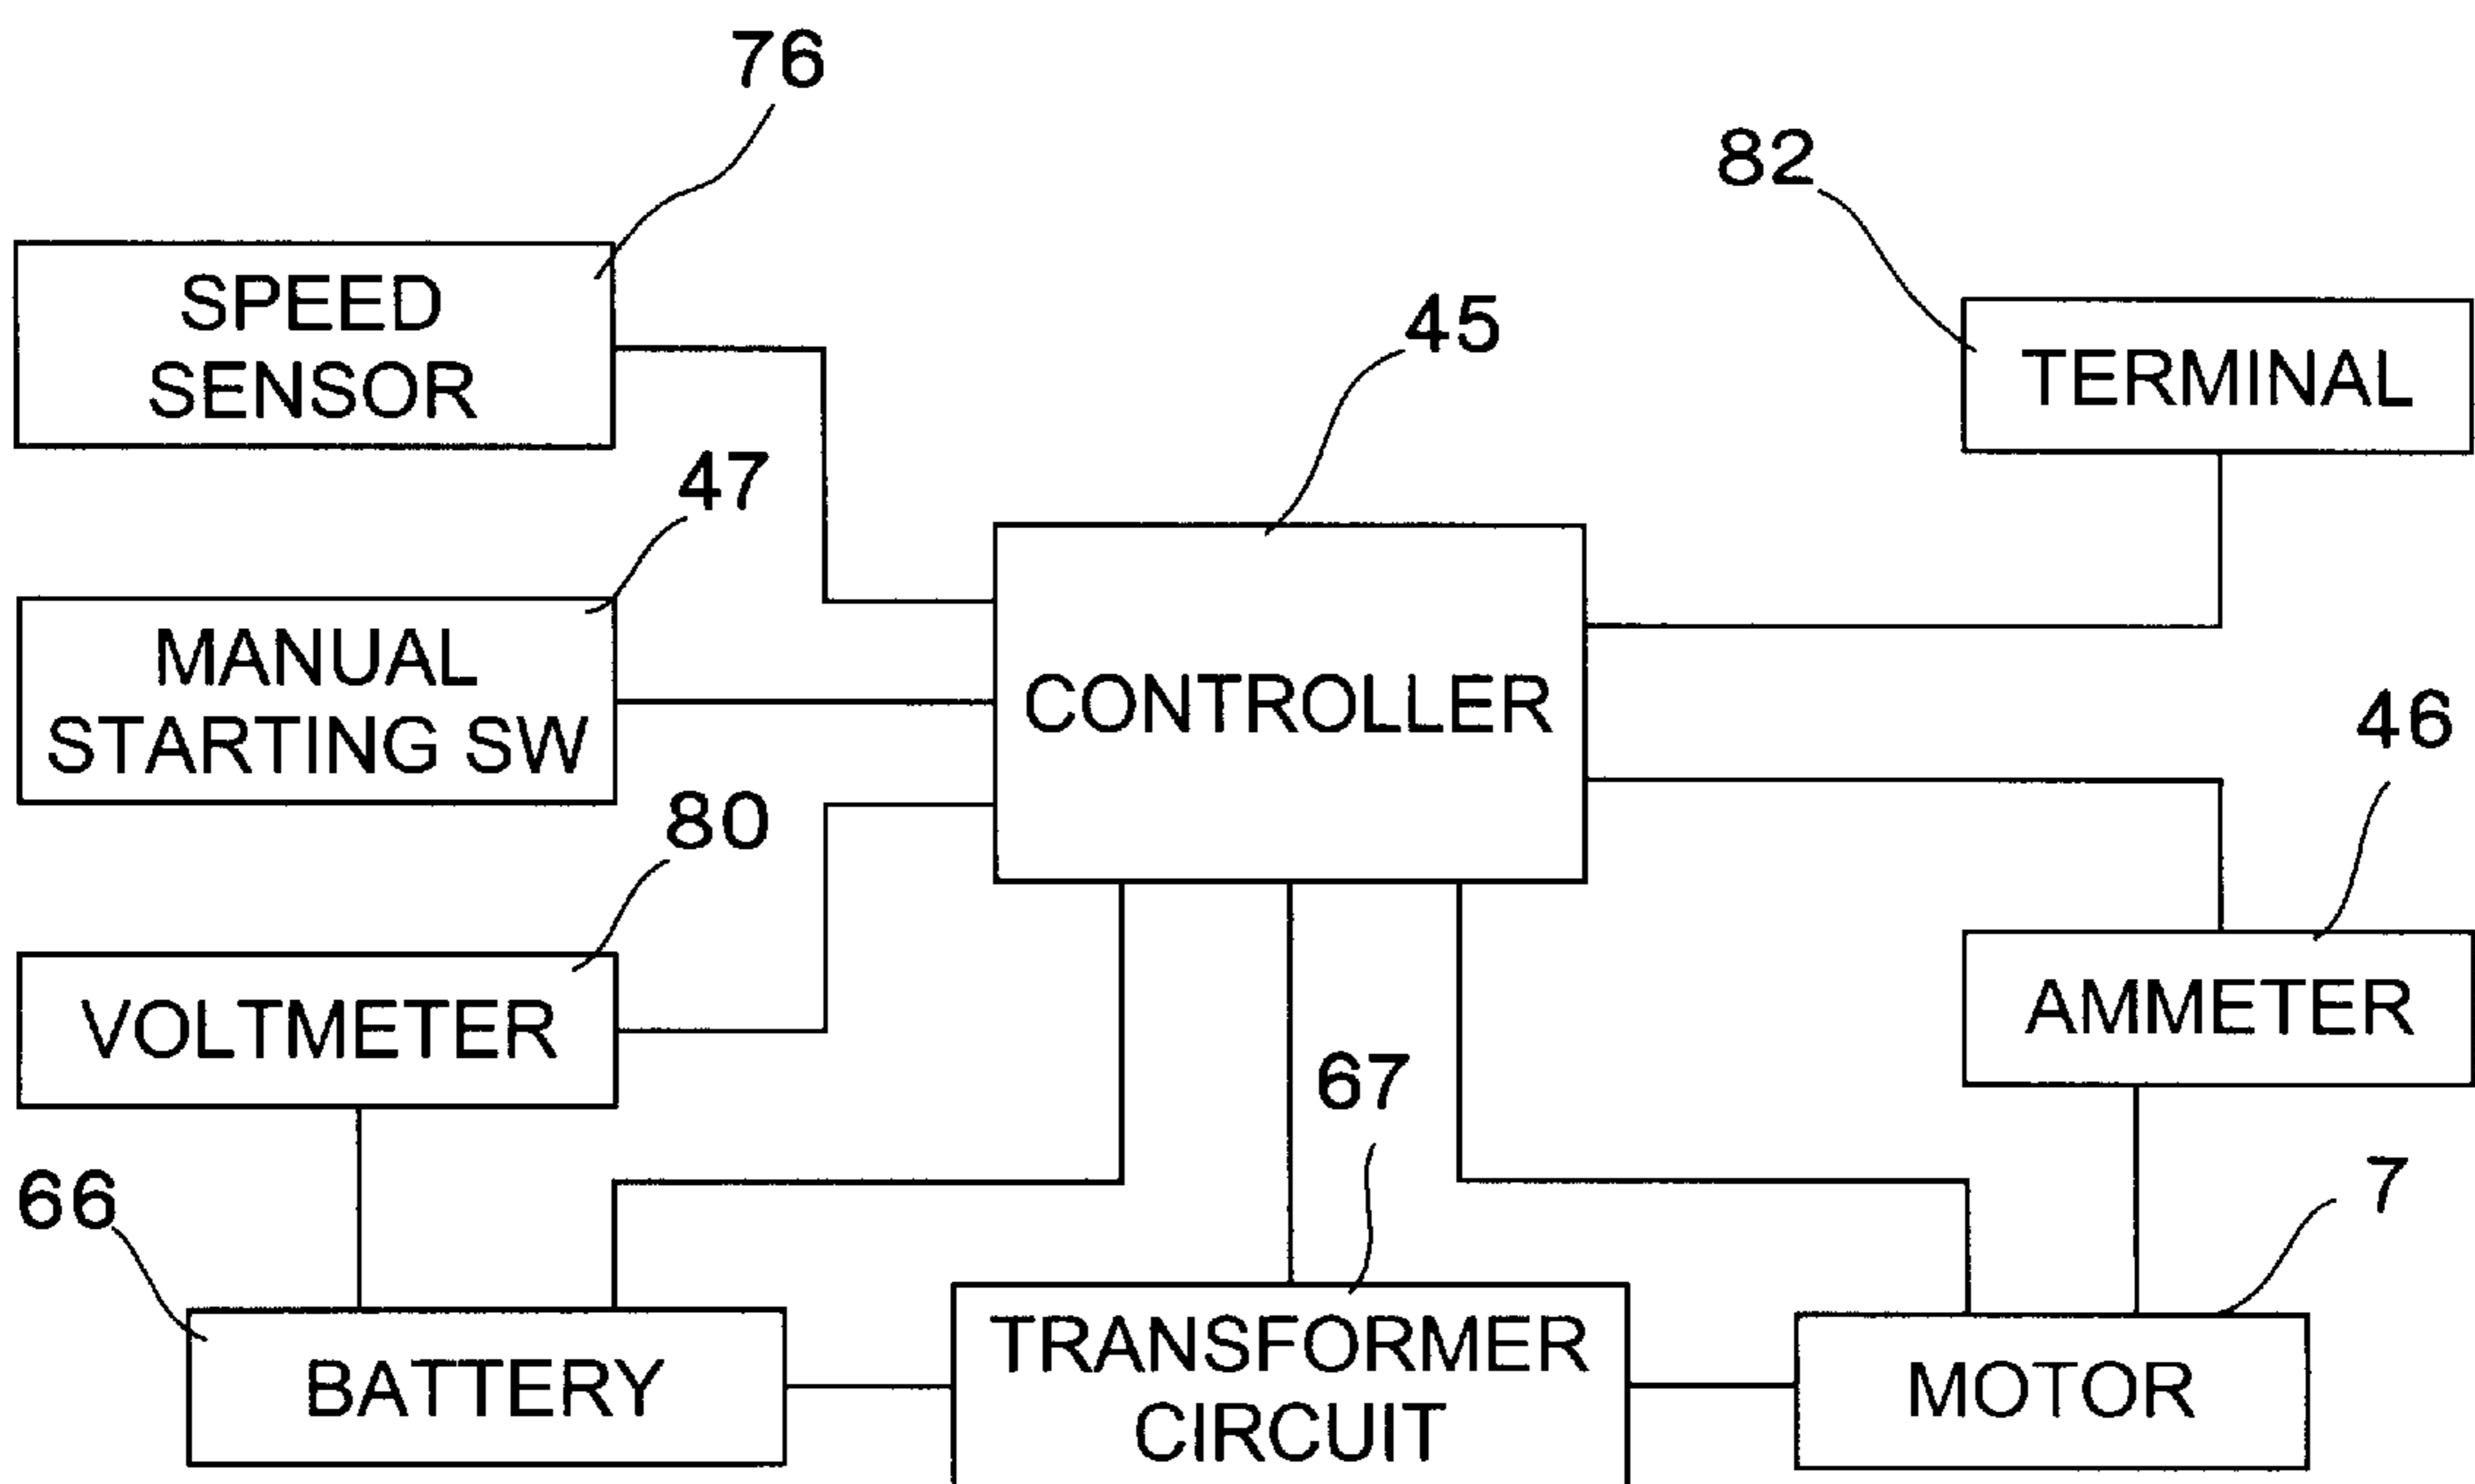 76
82
SPEED
SENSOR
45
TERMINAL
47
MANUAL
STARTING SW
CONTROLLER
46
80
VOLTMETER
AMMETER
67
66
7
BATTERY
TRANSFORMER
CIRCUIT
MOTOR